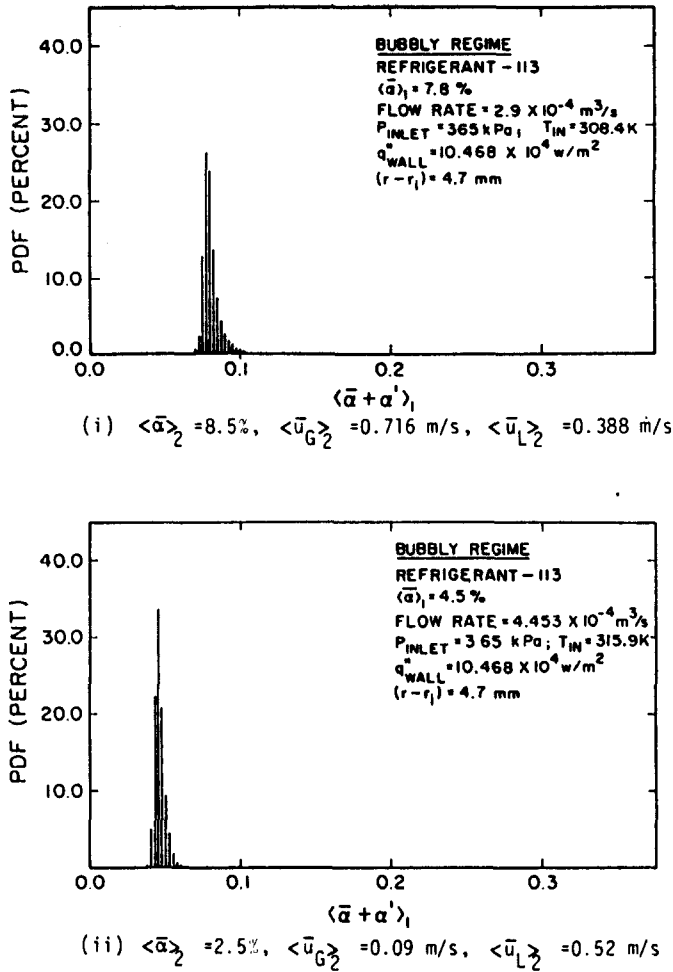 40.0
30.0
20.0
10.0
0.0
PDF (PERCENT)
BUBBLY REGIME
REFRIGERANT-113
⟨ᾱ⟩₁ = 7.8 %
FLOW RATE = 2.9 X 10⁻⁴ m³/s
P_INLET = 365 kPa; T_IN = 308.4K
q"_WALL = 10.468 X 10⁴ w/m²
(r-r_i) = 4.7 mm
0.0 0.1 0.2 0.3
⟨ᾱ + α'⟩₁
(i) <ᾱ>₂ =8.5%, <ū_G>₂ =0.716 m/s, <ū_L>₂ =0.388 m/s
40.0
30.0
20.0
10.0
PDF (PERCENT)
BUBBLY REGIME
REFRIGERANT-113
⟨ᾱ⟩₁ = 4.5 %
FLOW RATE = 4.453 X 10⁻⁴ m³/s
P_INLET = 365 kPa; T_IN = 315.9K
q"_WALL = 10.468 X 10⁴ w/m²
(r-r_i) = 4.7 mm
0.0 0.1 0.2 0.3
⟨ᾱ + α'⟩₁
(ii) <ᾱ>₂ =2.5%, <ū_G>₂ =0.09 m/s, <ū_L>₂ =0.52 m/s